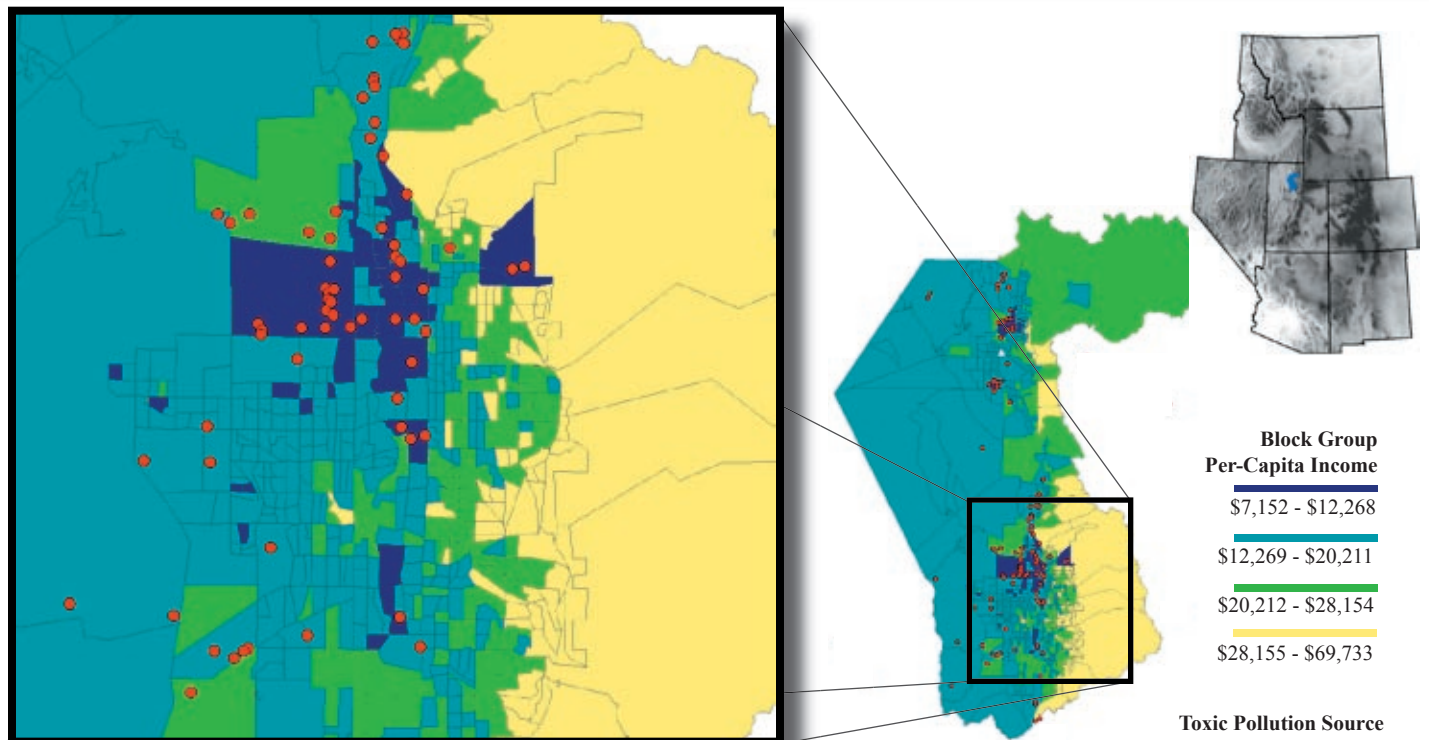 Block Group
Per-Capita Income
$7,152 - $12,268
$12,269 - $20,211
$20,212 - $28,154
$28,155 - $69,733
Toxic Pollution Source